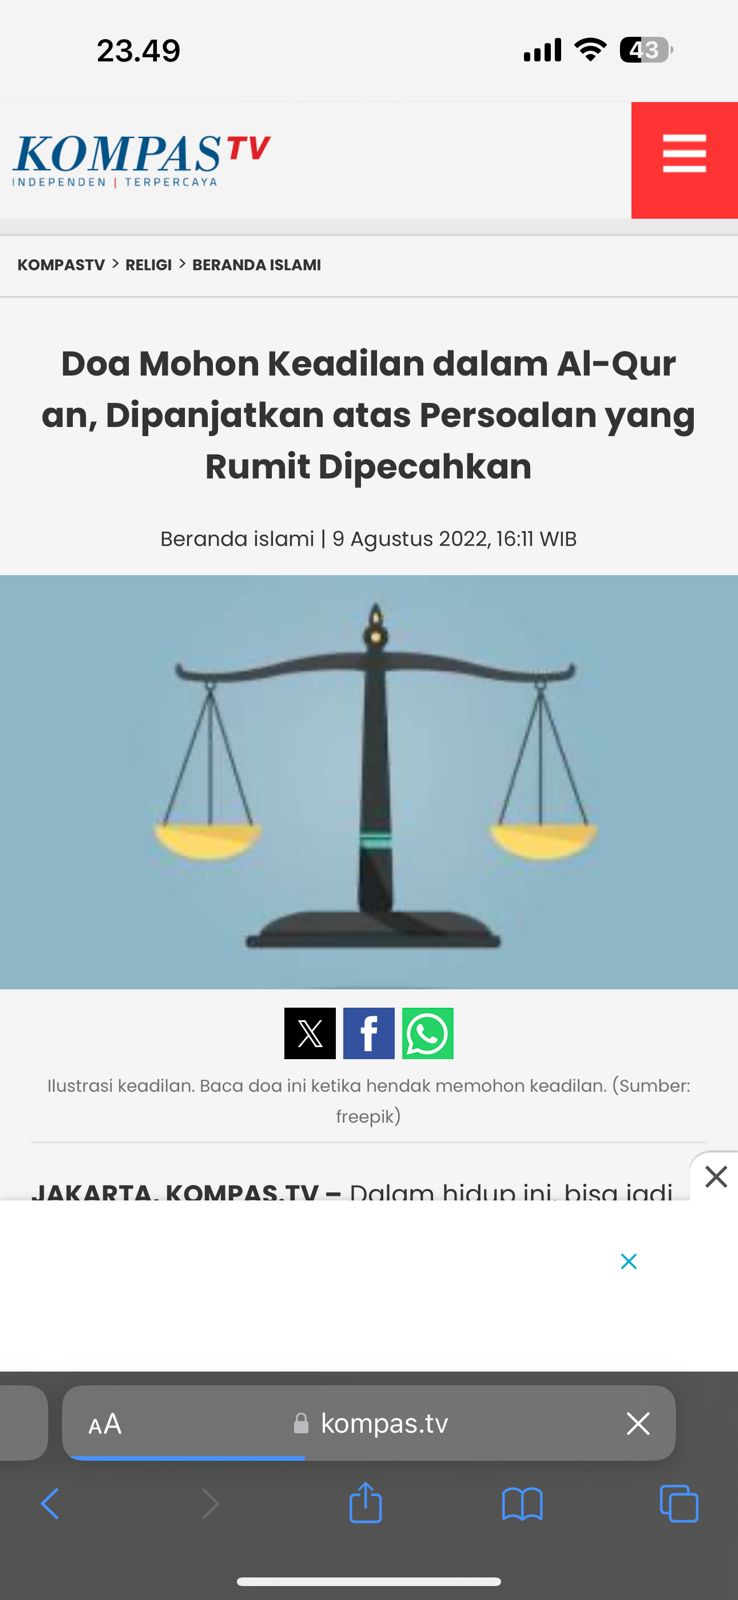 23.49
43
KOMPAS TV
INDEPENDEN | TERPERCAYA
KOMPASTV > RELIGI > BERANDA ISLAMI
Doa Mohon Keadilan dalam Al-Qur
an, Dipanjatkan atas Persoalan yang
Rumit Dipecahkan
Beranda islami | 9 Agustus 2022, 16:11 WIB
Ilustrasi keadilan. Baca doa ini ketika hendak memohon keadilan. (Sumber:
freepik)
JAKARTA, KOMPAS.TV – Dalam hidup ini, bisa jadi
AA kompas.tv